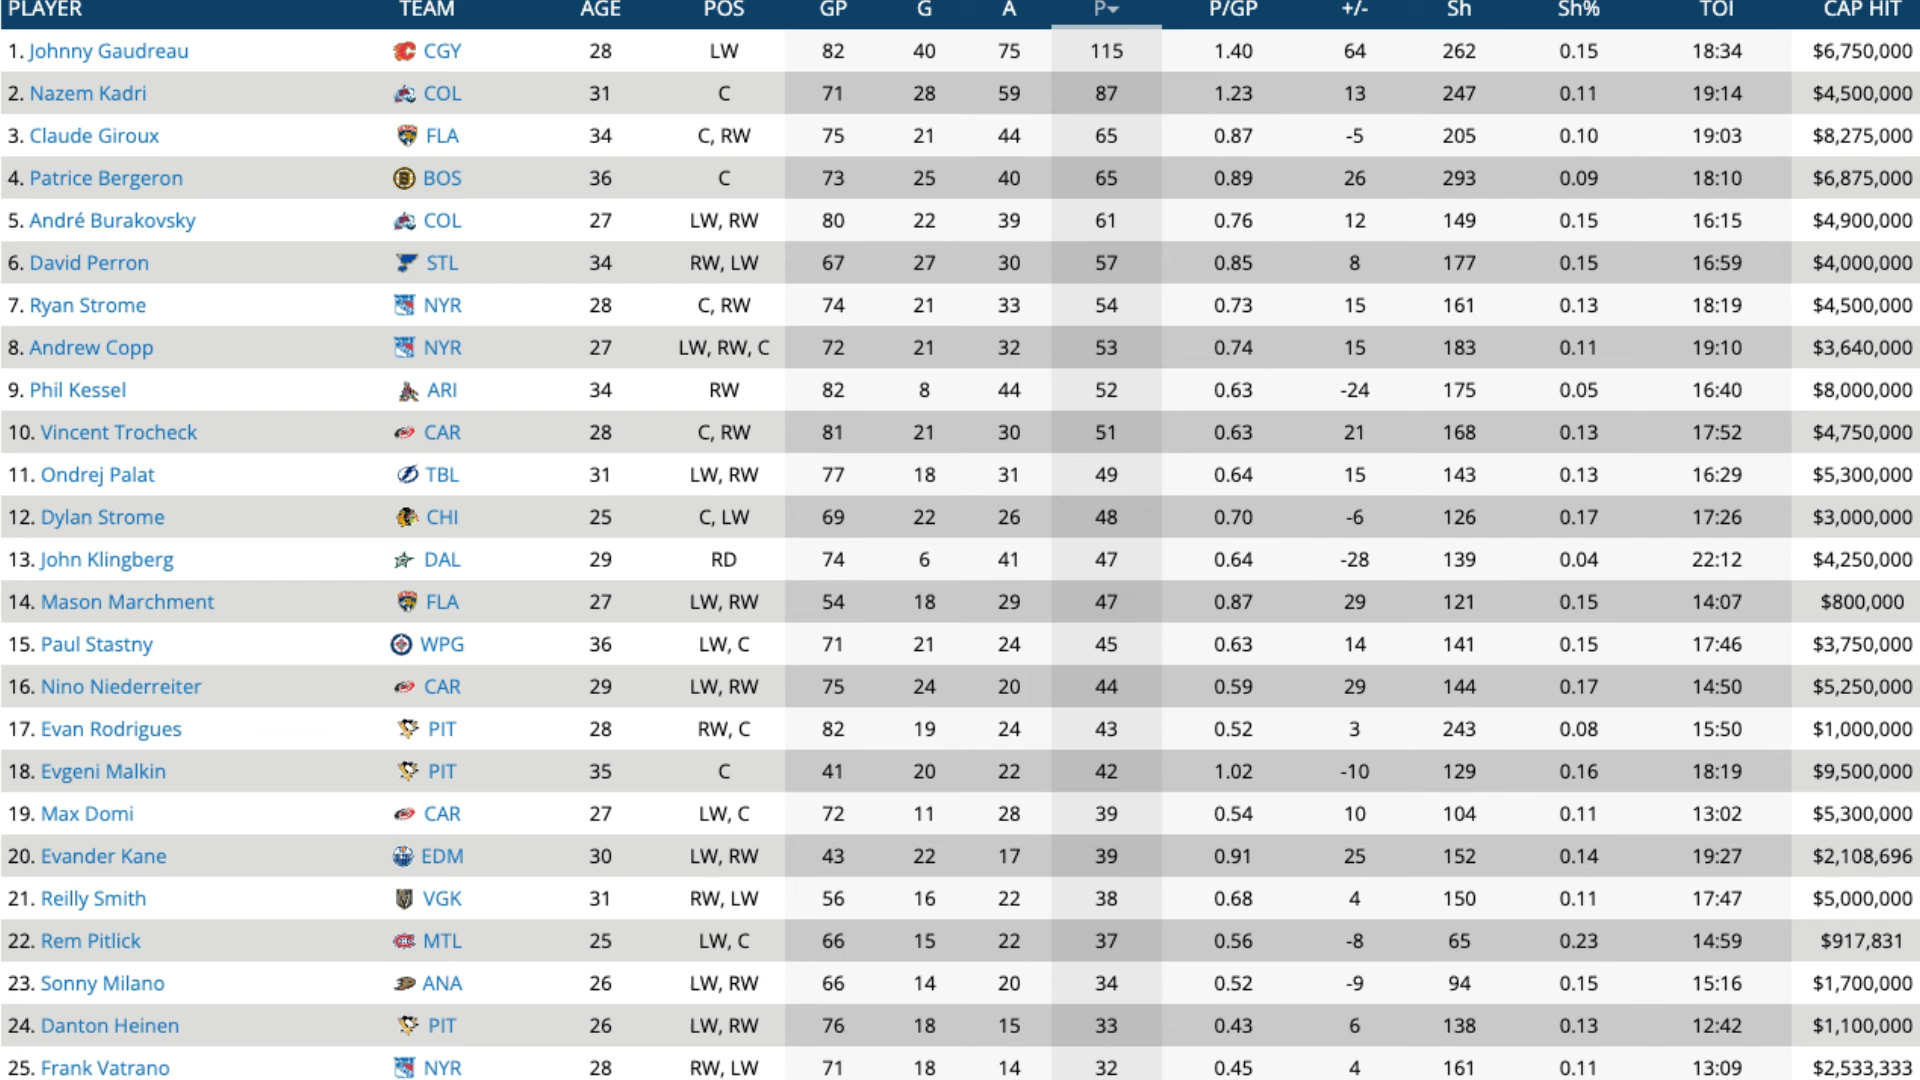 PLAYER TEAM AGE POS GP G A P P/GP +/- Sh Sh% TOI CAP HIT
1. Johnny Gaudreau CGY 28 LW 82 40 75 115 1.40 64 262 0.15 18:34 $6,750,000
2. Nazem Kadri COL 31 C 71 28 59 87 1.23 13 247 0.11 19:14 $4,500,000
3. Claude Giroux FLA 34 C, RW 75 21 44 65 0.87 -5 205 0.10 19:03 $8,275,000
4. Patrice Bergeron BOS 36 C 73 25 40 65 0.89 26 293 0.09 18:10 $6,875,000
5. André Burakovsky COL 27 LW, RW 80 22 39 61 0.76 12 149 0.15 16:15 $4,900,000
6. David Perron STL 34 RW, LW 67 27 30 57 0.85 8 177 0.15 16:59 $4,000,000
7. Ryan Strome NYR 28 C, RW 74 21 33 54 0.73 15 161 0.13 18:19 $4,500,000
8. Andrew Copp NYR 27 LW, RW, C 72 21 32 53 0.74 15 183 0.11 19:10 $3,640,000
9. Phil Kessel ARI 34 RW 82 8 44 52 0.63 -24 175 0.05 16:40 $8,000,000
10. Vincent Trocheck CAR 28 C, RW 81 21 30 51 0.63 21 168 0.13 17:52 $4,750,000
11. Ondrej Palat TBL 31 LW, RW 77 18 31 49 0.64 15 143 0.13 16:29 $5,300,000
12. Dylan Strome CHI 25 C, LW 69 22 26 48 0.70 -6 126 0.17 17:26 $3,000,000
13. John Klingberg DAL 29 RD 74 6 41 47 0.64 -28 139 0.04 22:12 $4,250,000
14. Mason Marchment FLA 27 LW, RW 54 18 29 47 0.87 29 121 0.15 14:07 $800,000
15. Paul Stastny WPG 36 LW, C 71 21 24 45 0.63 14 141 0.15 17:46 $3,750,000
16. Nino Niederreiter CAR 29 LW, RW 75 24 20 44 0.59 29 144 0.17 14:50 $5,250,000
17. Evan Rodrigues PIT 28 RW, C 82 19 24 43 0.52 3 243 0.08 15:50 $1,000,000
18. Evgeni Malkin PIT 35 C 41 20 22 42 1.02 -10 129 0.16 18:19 $9,500,000
19. Max Domi CAR 27 LW, C 72 11 28 39 0.54 10 104 0.11 13:02 $5,300,000
20. Evander Kane EDM 30 LW, RW 43 22 17 39 0.91 25 152 0.14 19:27 $2,108,696
21. Reilly Smith VGK 31 RW, LW 56 16 22 38 0.68 4 150 0.11 17:47 $5,000,000
22. Rem Pitlick MTL 25 LW, C 66 15 22 37 0.56 -8 65 0.23 14:59 $917,831
23. Sonny Milano ANA 26 LW, RW 66 14 20 34 0.52 -9 94 0.15 15:16 $1,700,000
24. Danton Heinen PIT 26 LW, RW 76 18 15 33 0.43 6 138 0.13 12:42 $1,100,000
25. Frank Vatrano NYR 28 RW, LW 71 18 14 32 0.45 4 161 0.11 13:09 $2,533,333